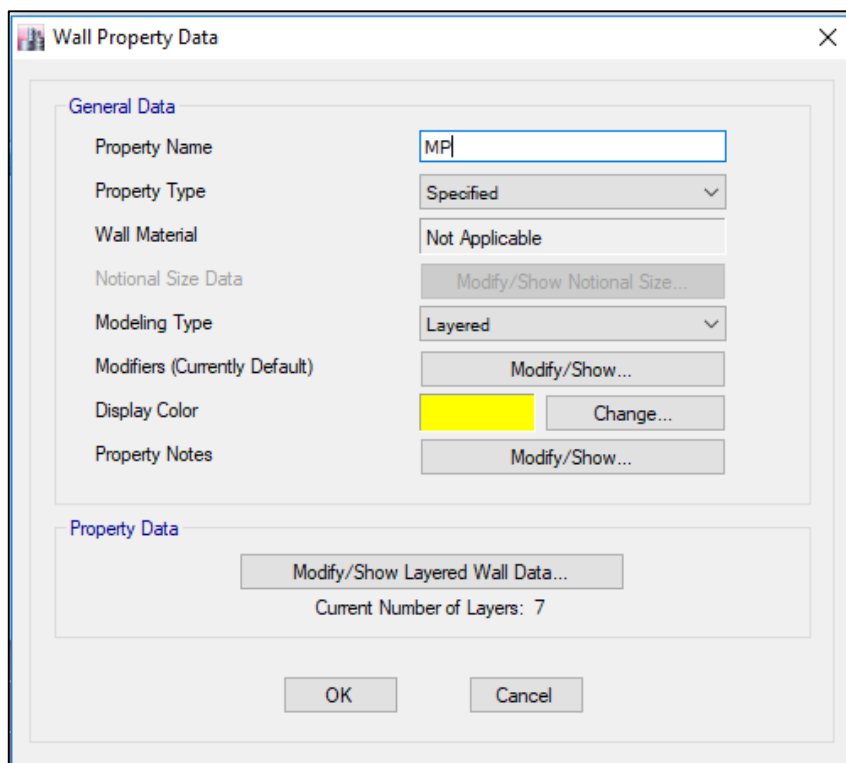 Wall Property Data
General Data
Property Name MP
Property Type Specified
Wall Material Not Applicable
Notional Size Data Modify/Show Notional Size...
Modeling Type Layered
Modifiers (Currently Default) Modify/Show...
Display Color Change...
Property Notes Modify/Show...
Property Data
Modify/Show Layered Wall Data...
Current Number of Layers: 7
OK Cancel